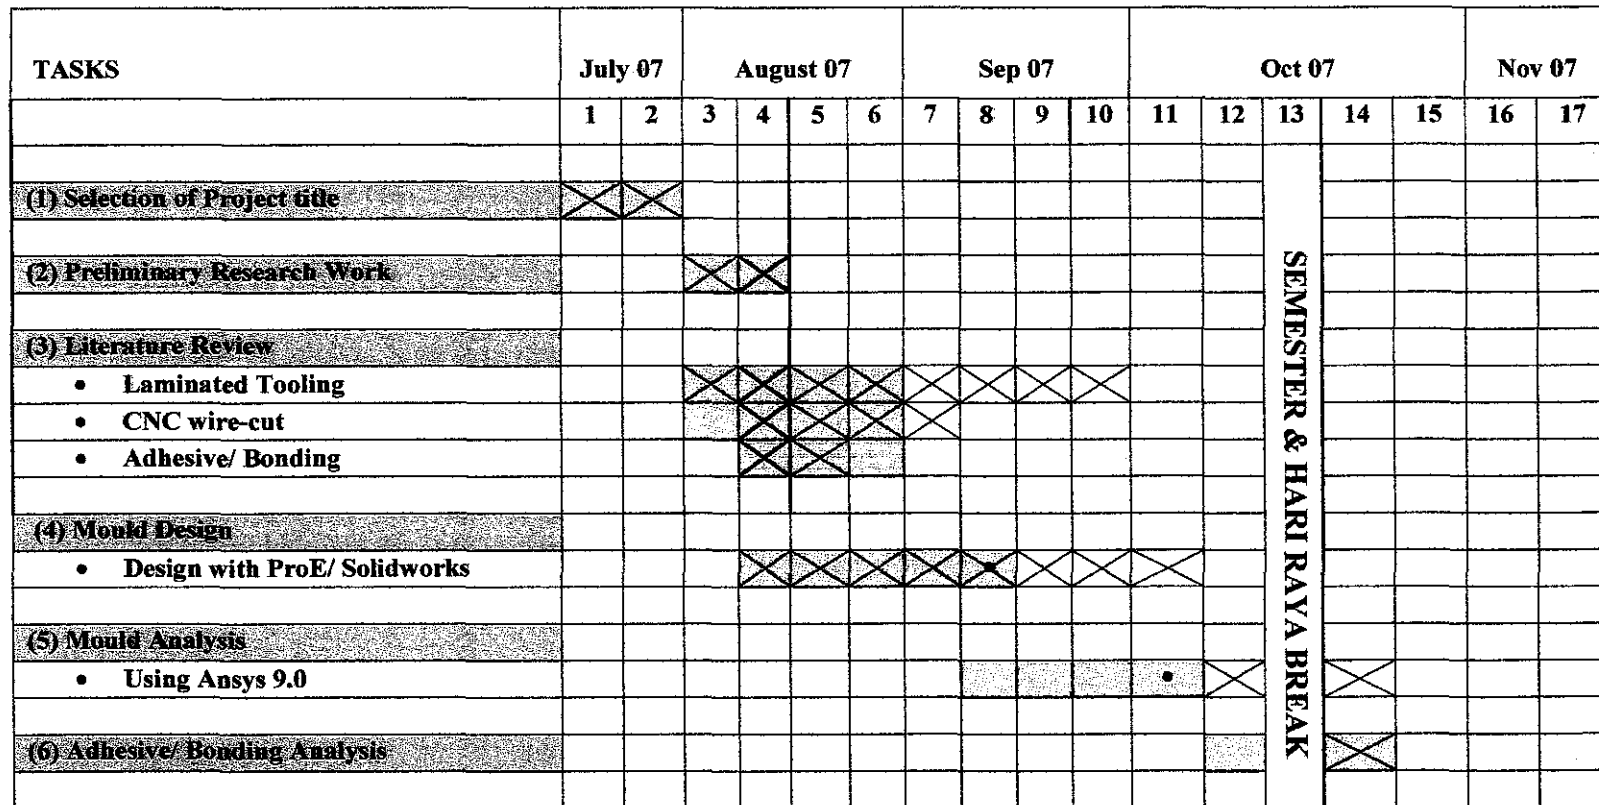 TASKS July 07 August 07 Sep 07 Oct 07 Nov 07
1 2 3 4 5 6 7 8 9 10 11 12 13 14 15 16 17
(1) Selection of Project title
(2) Preliminary Research Work
(3) Literature Review
• Laminated Tooling
• CNC wire-cut
• Adhesive/ Bonding
(4) Mould Design
• Design with ProE/ Solidworks
(5) Mould Analysis
• Using Ansys 9.0
(6) Adhesive/ Bonding Analysis
SEMESTER & HARI RAYA BREAK